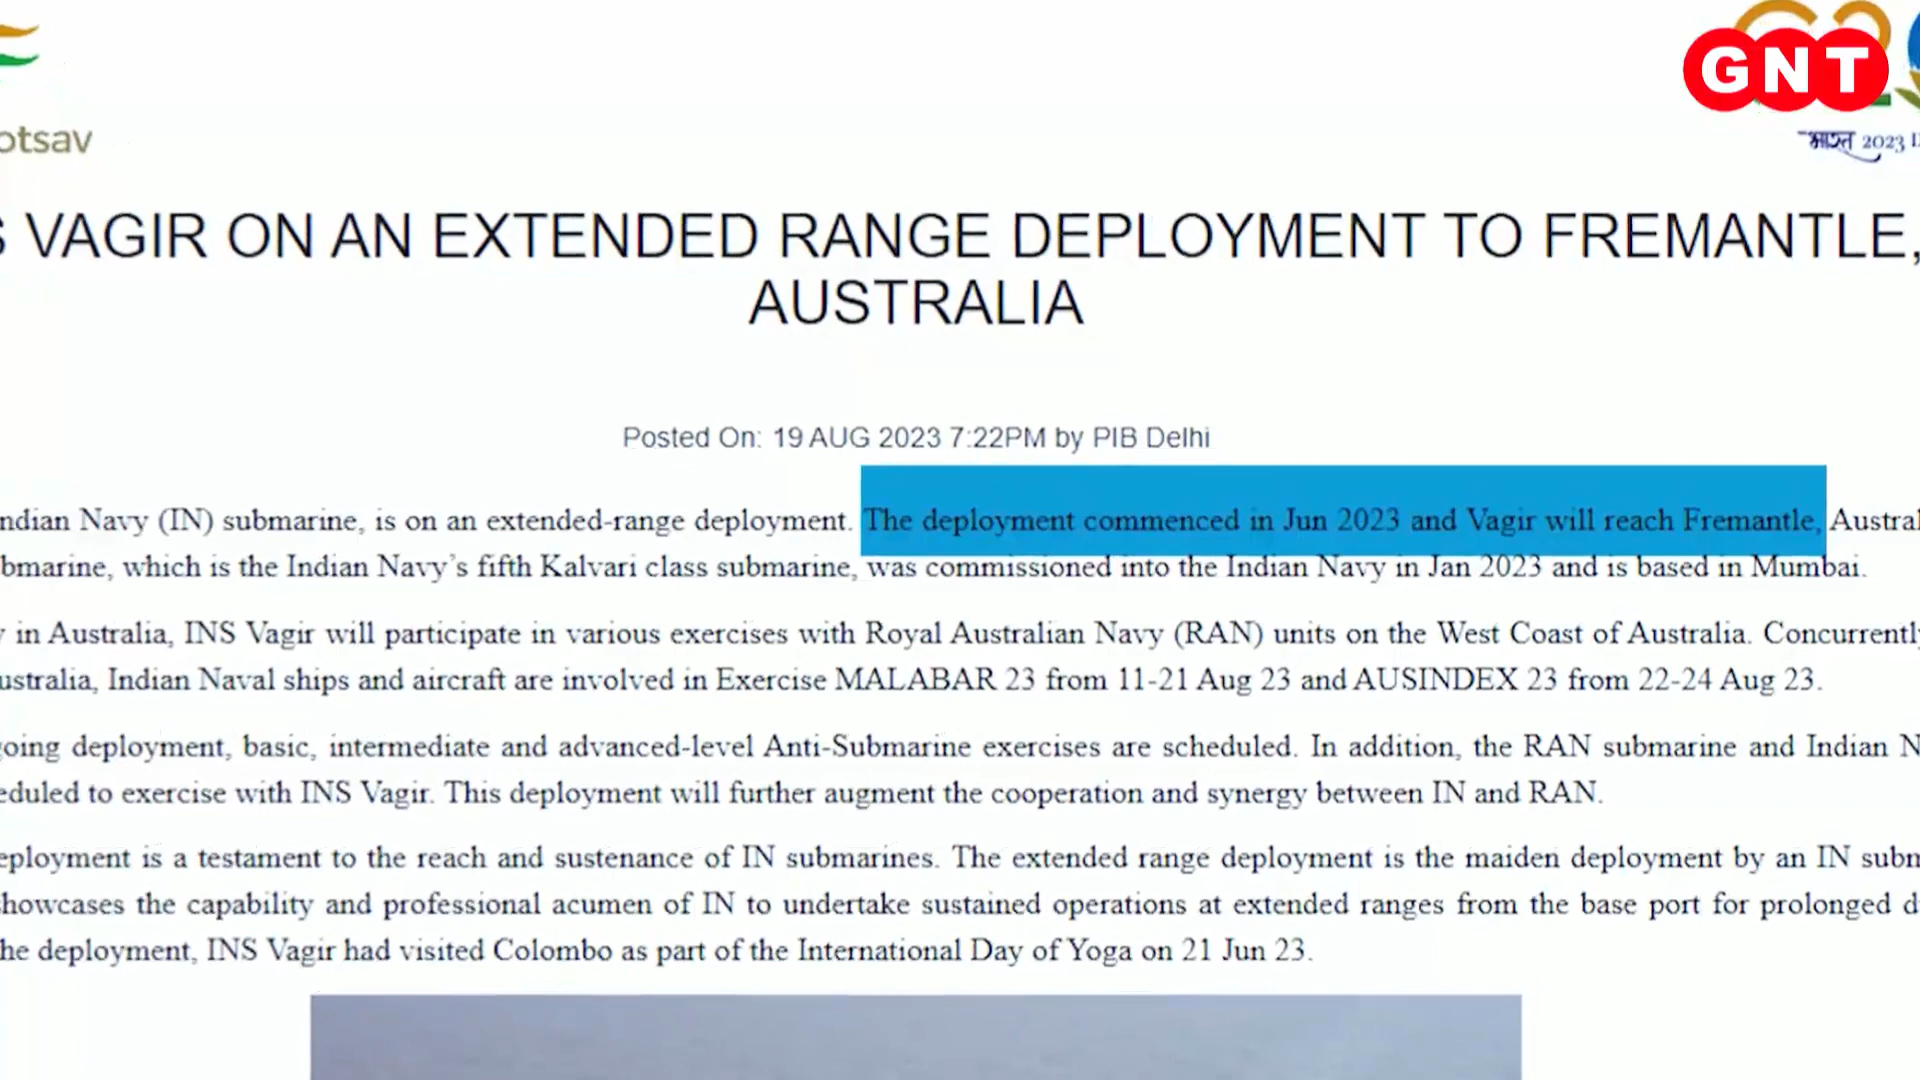 GNT
otsav
भारत 2023
VAGIR ON AN EXTENDED RANGE DEPLOYMENT TO FREMANTLE,
AUSTRALIA
Posted On: 19 AUG 2023 7:22PM by PIB Delhi
ndian Navy (IN) submarine, is on an extended-range deployment. The deployment commenced in Jun 2023 and Vagir will reach Fremantle, Austral
bmarine, which is the Indian Navy's fifth Kalvari class submarine, was commissioned into the Indian Navy in Jan 2023 and is based in Mumbai.
in Australia, INS Vagir will participate in various exercises with Royal Australian Navy (RAN) units on the West Coast of Australia. Concurrently
ustralia, Indian Naval ships and aircraft are involved in Exercise MALABAR 23 from 11-21 Aug 23 and AUSINDEX 23 from 22-24 Aug 23.
going deployment, basic, intermediate and advanced-level Anti-Submarine exercises are scheduled. In addition, the RAN submarine and Indian N
eduled to exercise with INS Vagir. This deployment will further augment the cooperation and synergy between IN and RAN.
eployment is a testament to the reach and sustenance of IN submarines. The extended range deployment is the maiden deployment by an IN subm
howcases the capability and professional acumen of IN to undertake sustained operations at extended ranges from the base port for prolonged d
he deployment, INS Vagir had visited Colombo as part of the International Day of Yoga on 21 Jun 23.